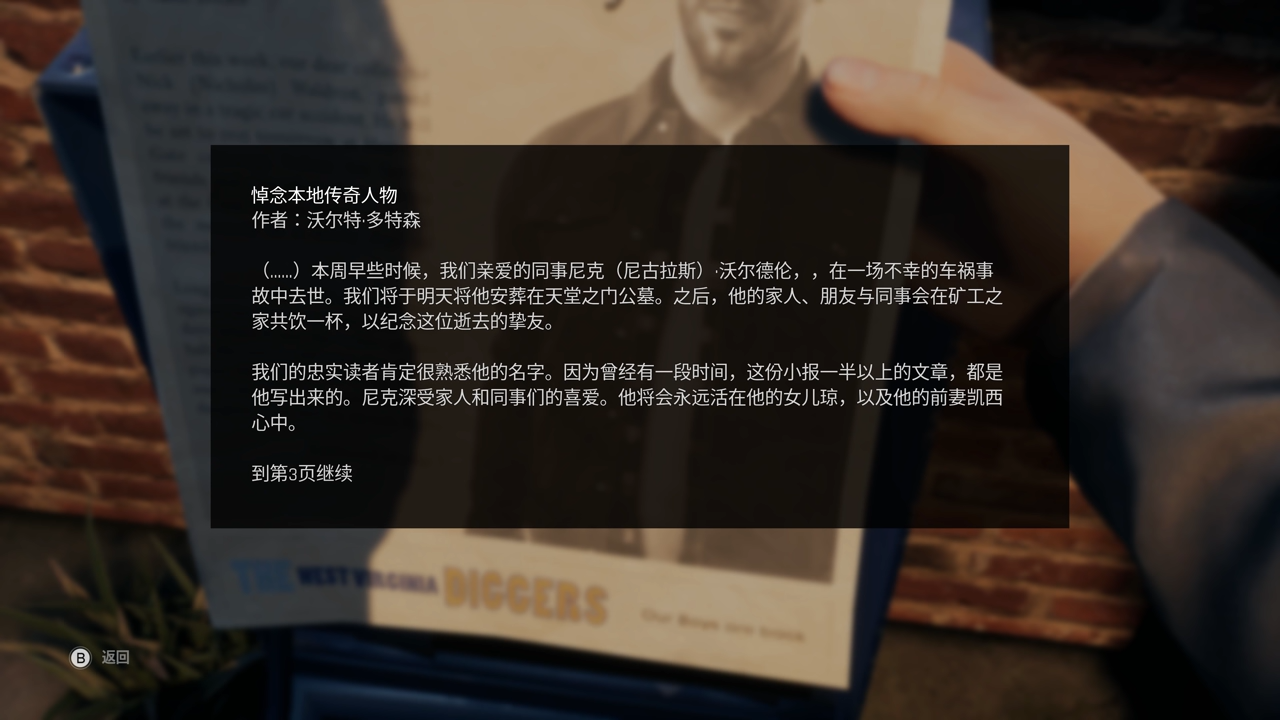 悼念本地传奇人物
作者：沃尔特·多特森
（……）本周早些时候，我们亲爱的同事尼克（尼古拉斯）·沃尔德伦，，在一场不幸的车祸事
故中去世。我们将于明天将他安葬在天堂之门公墓。之后，他的家人、朋友与同事会在矿工之
家共饮一杯，以纪念这位逝去的挚友。
我们的忠实读者肯定很熟悉他的名字。因为曾经有一段时间，这份小报一半以上的文章，都是
他写出来的。尼克深受家人和同事们的喜爱。他将会永远活在他的女儿琼，以及他的前妻凯西
心中。
到第3页继续
THE WEST VIRGINIA DIGGERS
Our Boys are back
B 返回